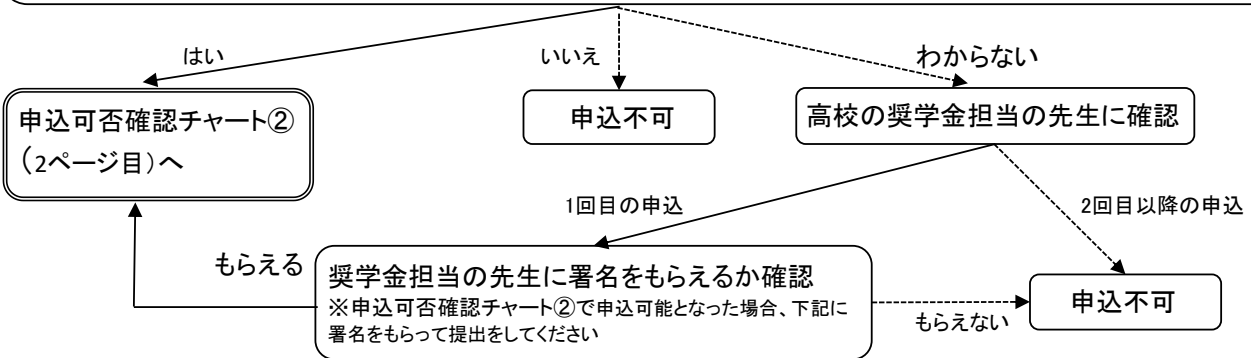 はい
いいえ
わからない
申込可否確認チャート②
(2ページ目)へ
申込不可
高校の奨学金担当の先生に確認
1回目の申込
2回目以降の申込
もらえる
奨学金担当の先生に署名をもらえるか確認
※申込可否確認チャート②で申込可能となった場合、下記に
署名をもらって提出をしてください
もらえない
申込不可